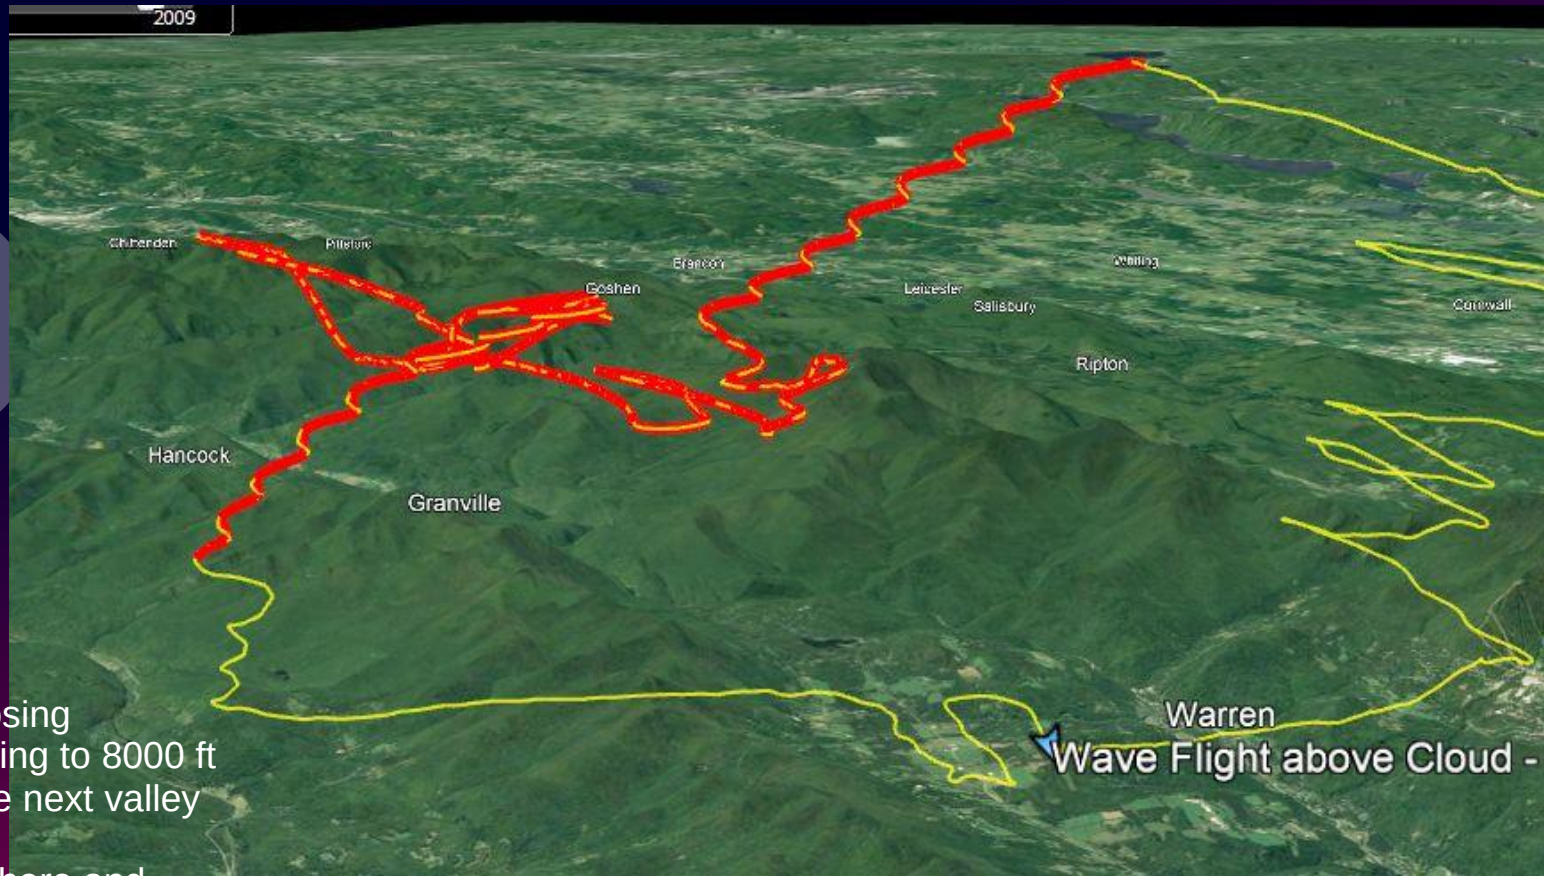 2009
Chittenden
Pittsford
Brandon
Goshen
Leicester
Salisbury
Whiting
Cornwall
Ripton
Hancock
Granville
Warren
Wave Flight above Cloud -
sing
ing to 8000 ft
next valley